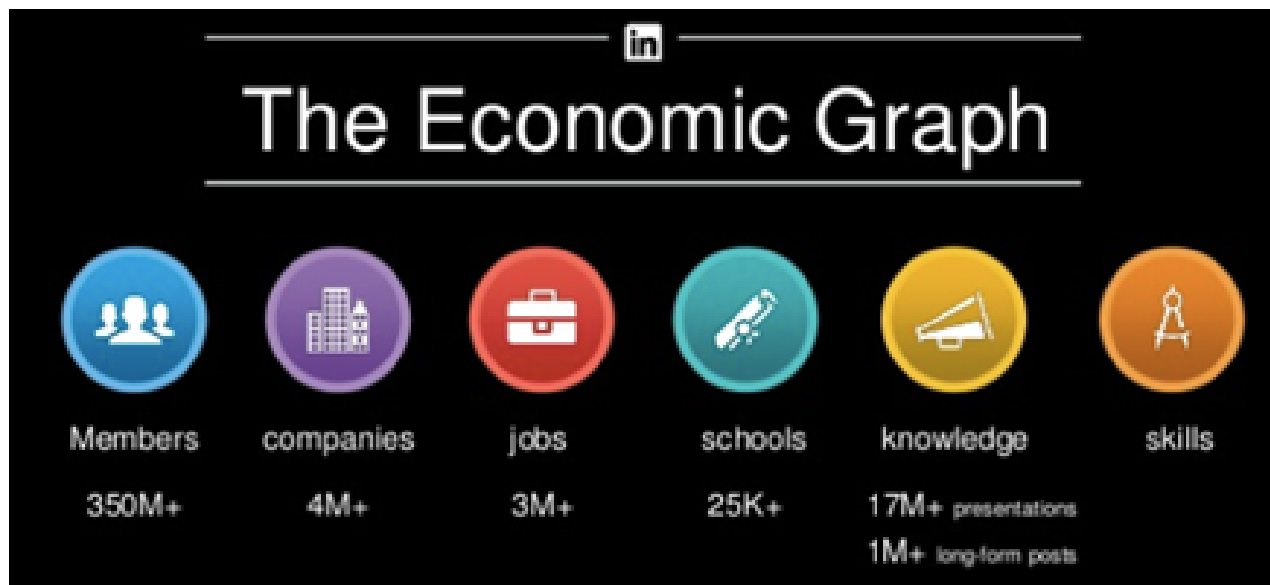 in
The Economic Graph
Members companies jobs schools knowledge skills
350M+ 4M+ 3M+ 25K+ 17M+ presentations
1M+ long-form posts